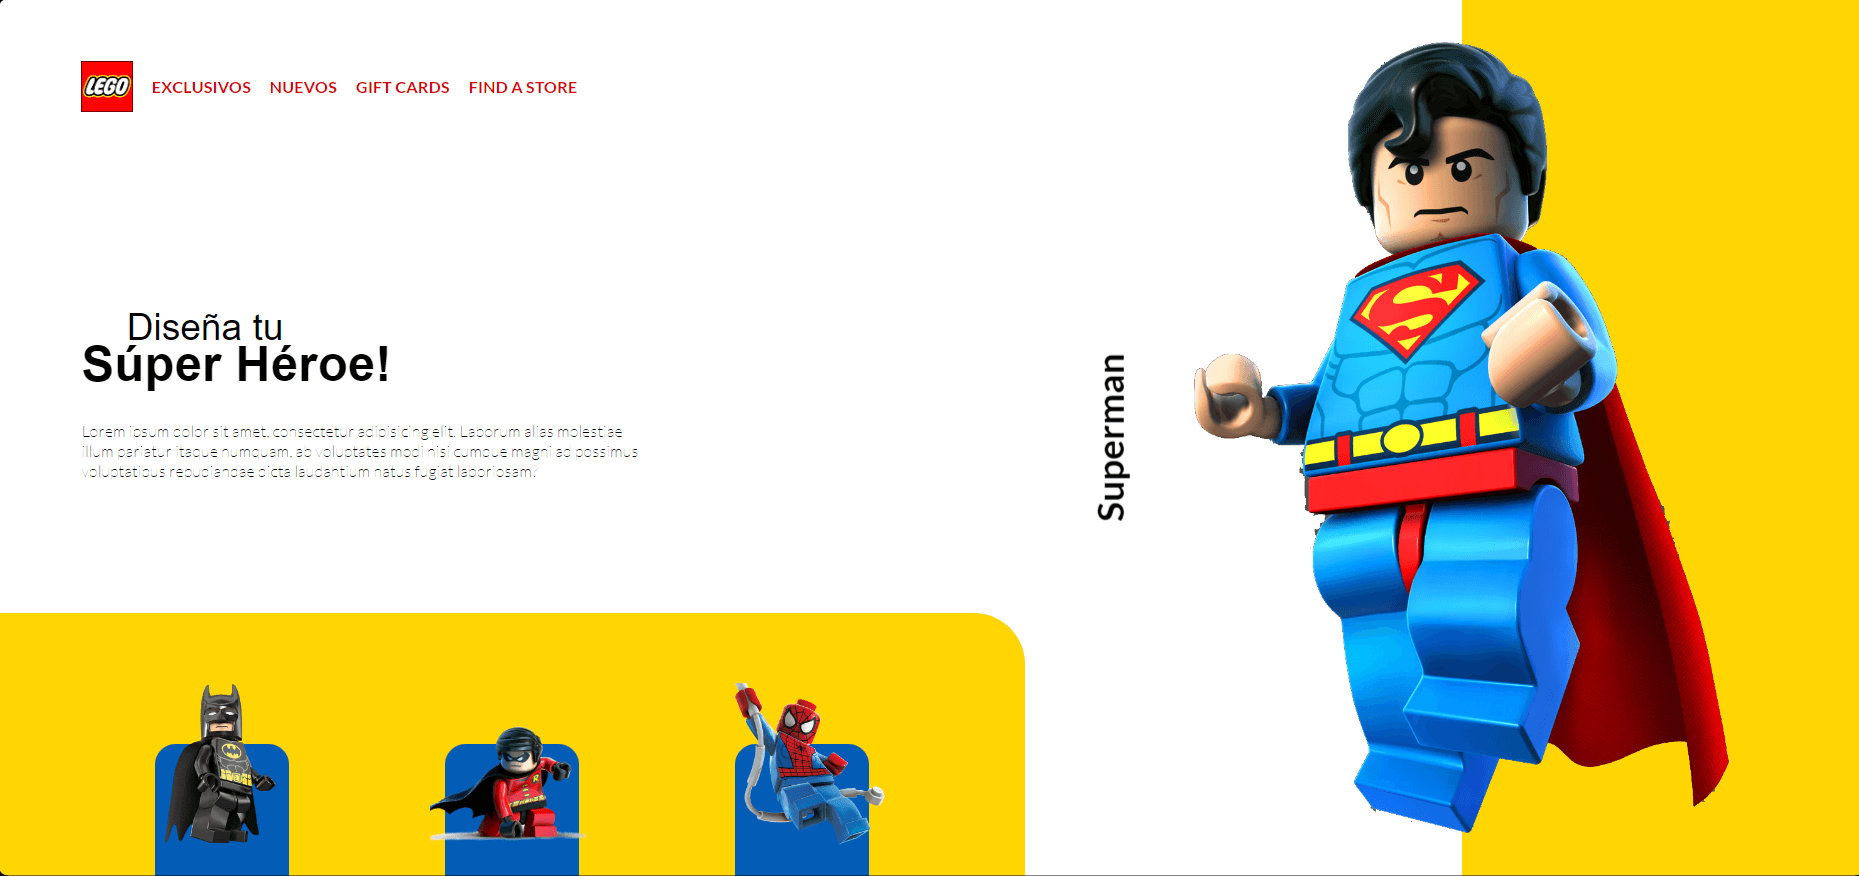 LEGO
EXCLUSIVOS NUEVOS GIFT CARDS FIND A STORE
Diseña tu
Súper Héroe!
Lorem ipsum dolor sit amet, consectetur adipisicing elit. Laborum alias molestiae
illum pariatur itaque numquam, ab voluptates modi nisi cumque magni ad possimus
voluptatibus repudiandae dicta laudantium natus fugiat laboriosam?
Superman
S
R